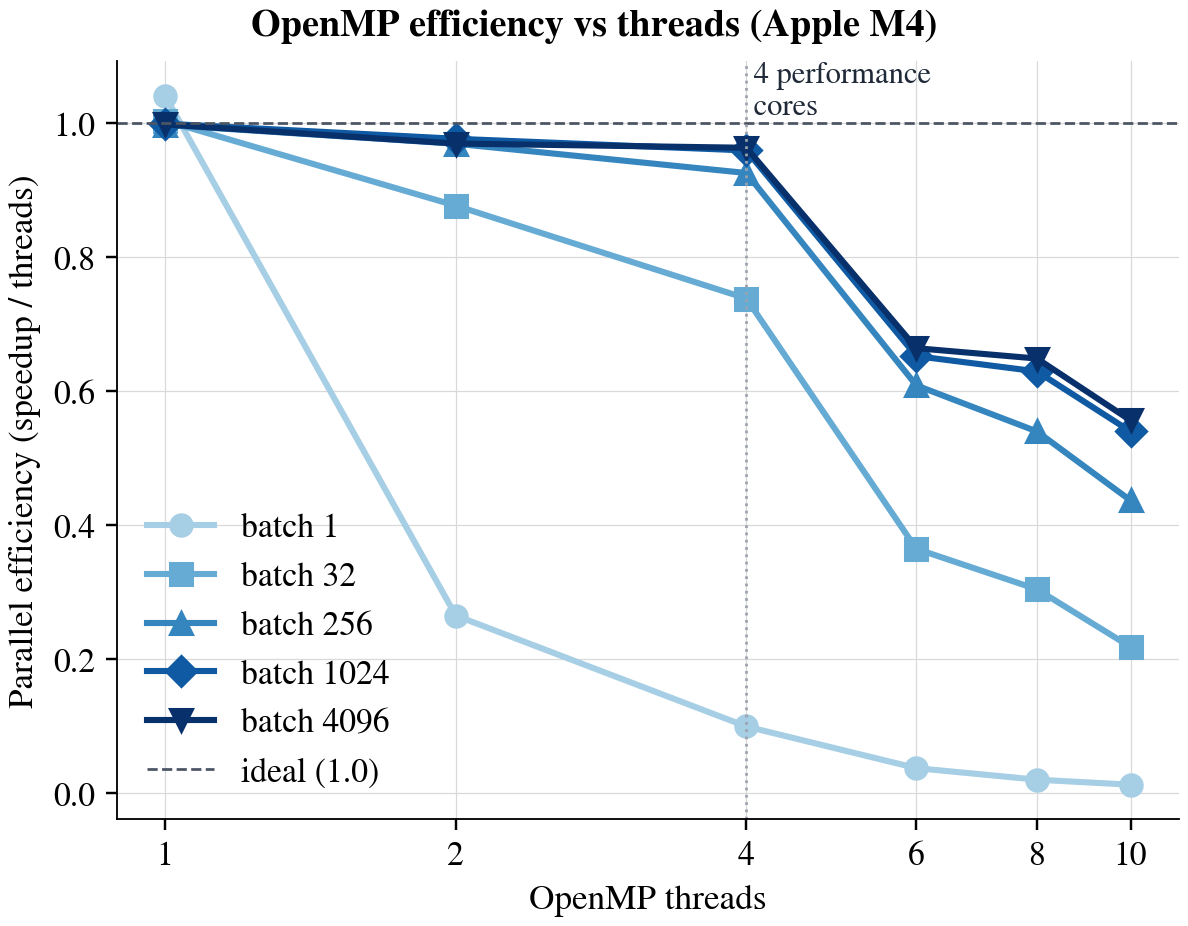 OpenMP efficiency vs threads (Apple M4)
4 performance
cores
Parallel efficiency (speedup / threads)
1.0
0.8
0.6
0.4
0.2
0.0
batch 1
batch 32
batch 256
batch 1024
batch 4096
ideal (1.0)
1 2 4 6 8 10
OpenMP threads